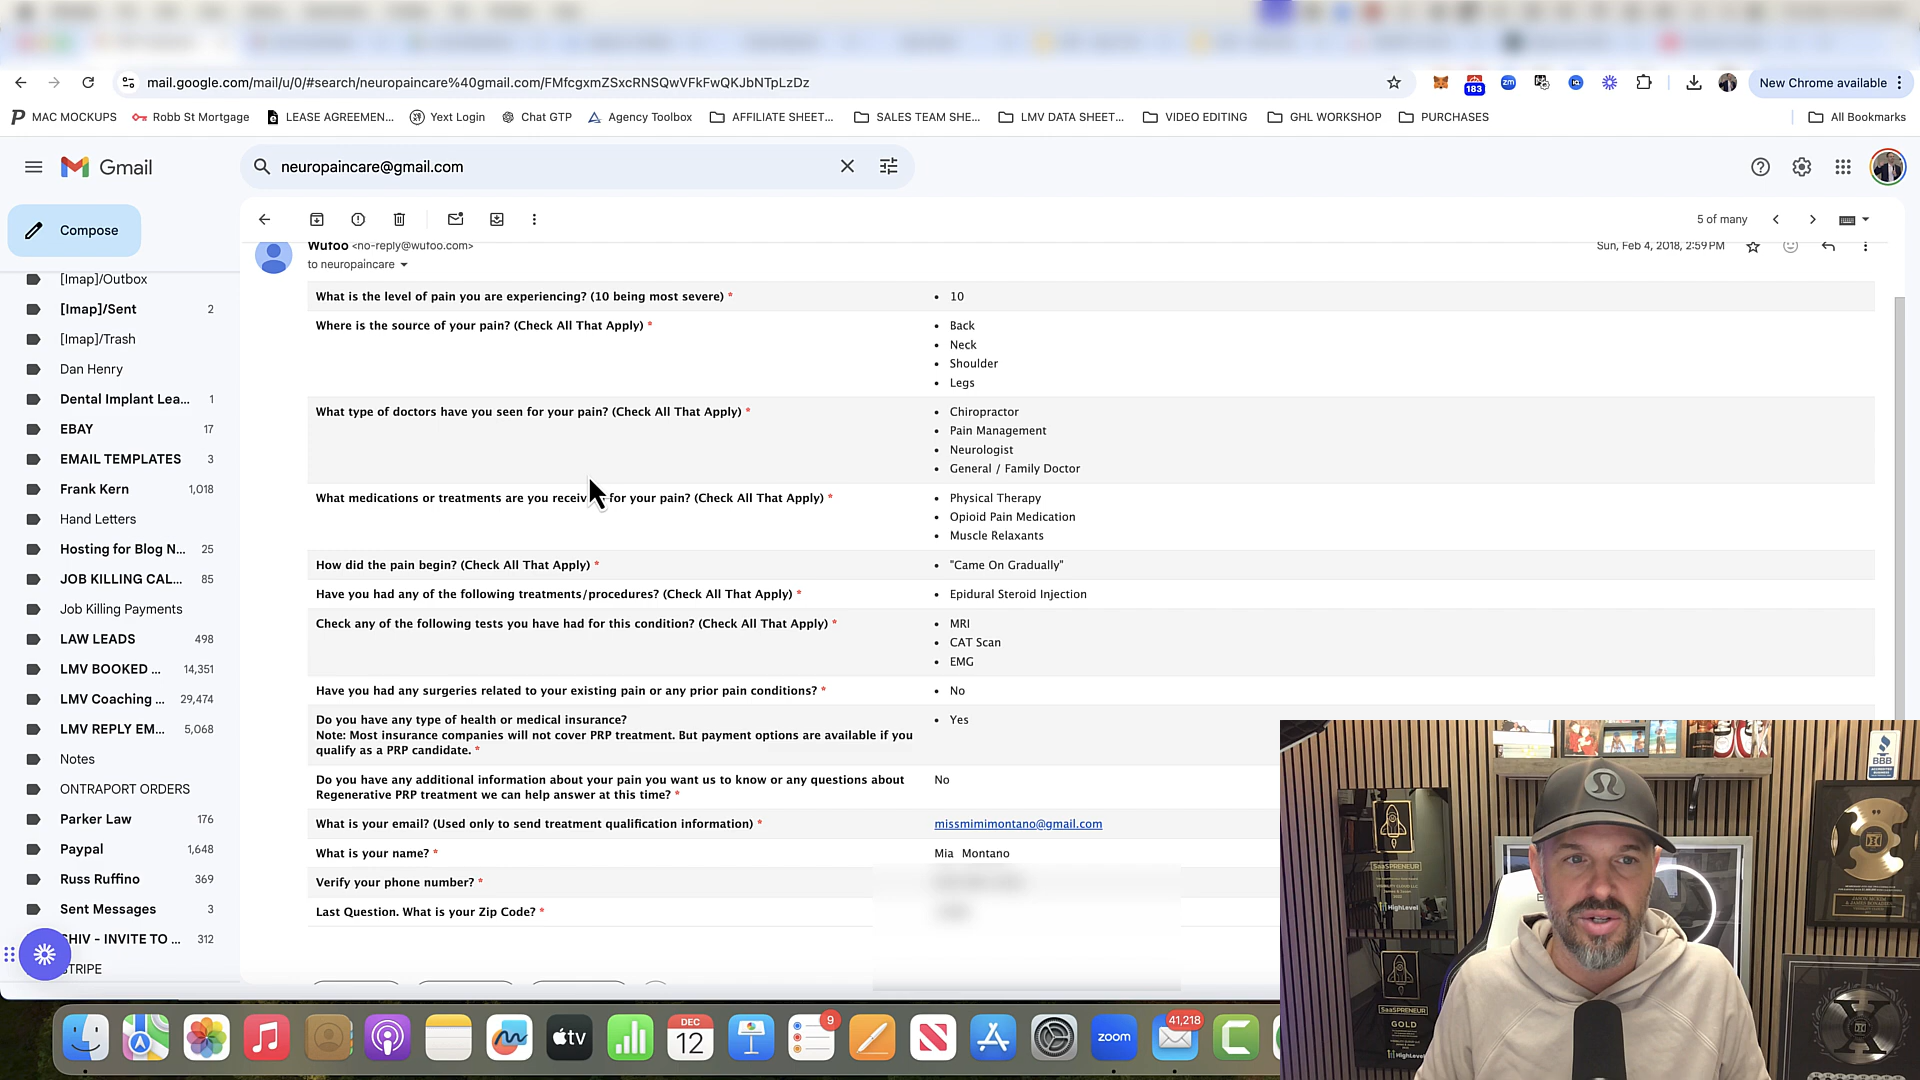 mail.google.com/mail/u/0/#search/neuropaincare%40gmail.com/FMfcgxmZSxcRNSQwVFkFwQKJbNTpLzDz
183
zm
New Chrome available
MAC MOCKUPS
Robb St Mortgage
LEASE AGREEMEN...
Yext Login
Chat GTP
Agency Toolbox
AFFILIATE SHEET...
SALES TEAM SHE...
LMV DATA SHEET...
VIDEO EDITING
GHL WORKSHOP
PURCHASES
All Bookmarks
Gmail
neuropaincare@gmail.com
Compose
5 of many
[Imap]/Outbox
[Imap]/Sent 2
[Imap]/Trash
Dan Henry
Dental Implant Lea... 1
EBAY 17
EMAIL TEMPLATES 3
Frank Kern 1,018
Hand Letters
Hosting for Blog N... 25
JOB KILLING CAL... 85
Job Killing Payments
LAW LEADS 498
LMV BOOKED ... 14,351
LMV Coaching ... 29,474
LMV REPLY EM... 5,068
Notes
ONTRAPORT ORDERS
Parker Law 176
Paypal 1,648
Russ Ruffino 369
Sent Messages 3
SHIV - INVITE TO ... 312
STRIPE
Wufoo <no-reply@wufoo.com>
Sun, Feb 4, 2018, 2:59 PM
to neuropaincare
What is the level of pain you are experiencing? (10 being most severe) *
• 10
Where is the source of your pain? (Check All That Apply) *
• Back
• Neck
• Shoulder
• Legs
What type of doctors have you seen for your pain? (Check All That Apply) *
• Chiropractor
• Pain Management
• Neurologist
• General / Family Doctor
What medications or treatments are you receiv for your pain? (Check All That Apply) *
• Physical Therapy
• Opioid Pain Medication
• Muscle Relaxants
How did the pain begin? (Check All That Apply) *
• "Came On Gradually"
Have you had any of the following treatments/procedures? (Check All That Apply) *
• Epidural Steroid Injection
Check any of the following tests you have had for this condition? (Check All That Apply) *
• MRI
• CAT Scan
• EMG
Have you had any surgeries related to your existing pain or any prior pain conditions? *
• No
Do you have any type of health or medical insurance?
Note: Most insurance companies will not cover PRP treatment. But payment options are available if you
qualify as a PRP candidate. *
• Yes
Do you have any additional information about your pain you want us to know or any questions about
Regenerative PRP treatment we can help answer at this time? *
No
What is your email? (Used only to send treatment qualification information) *
missmimimontano@gmail.com
What is your name? *
Mia Montano
Verify your phone number? *
Last Question. What is your Zip Code? *
BBB
SaaSPRENEUR
HighLevel
SaaSPRENEUR
GOLD
HighLevel
X
DEC
12
9
tv
zoom
41,218